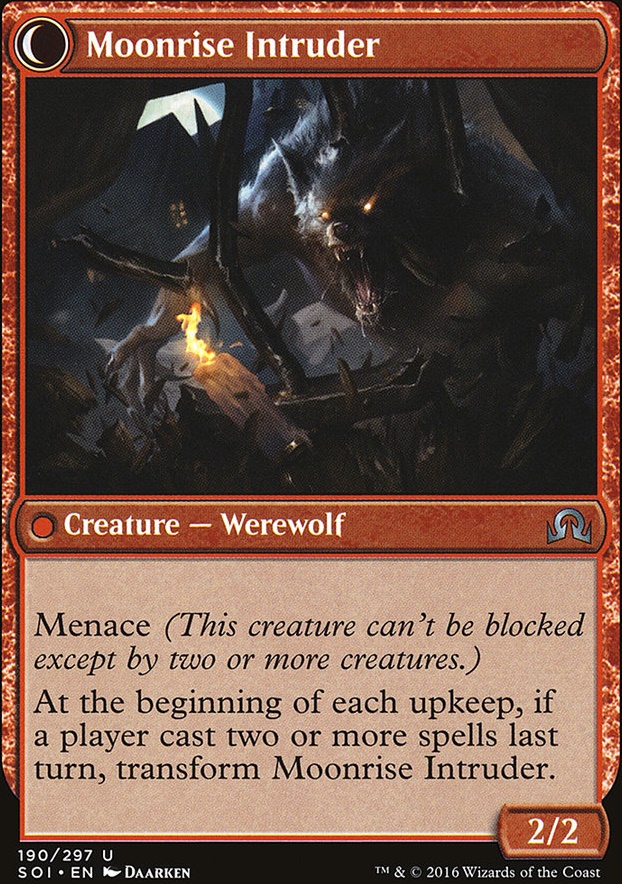 Moonrise Intruder
Creature — Werewolf
Menace (This creature can't be blocked
except by two or more creatures.)
At the beginning of each upkeep, if
a player cast two or more spells last
turn, transform Moonrise Intruder.
2/2
190/297 U
SOI • EN DAARKEN
™ & © 2016 Wizards of the Coast